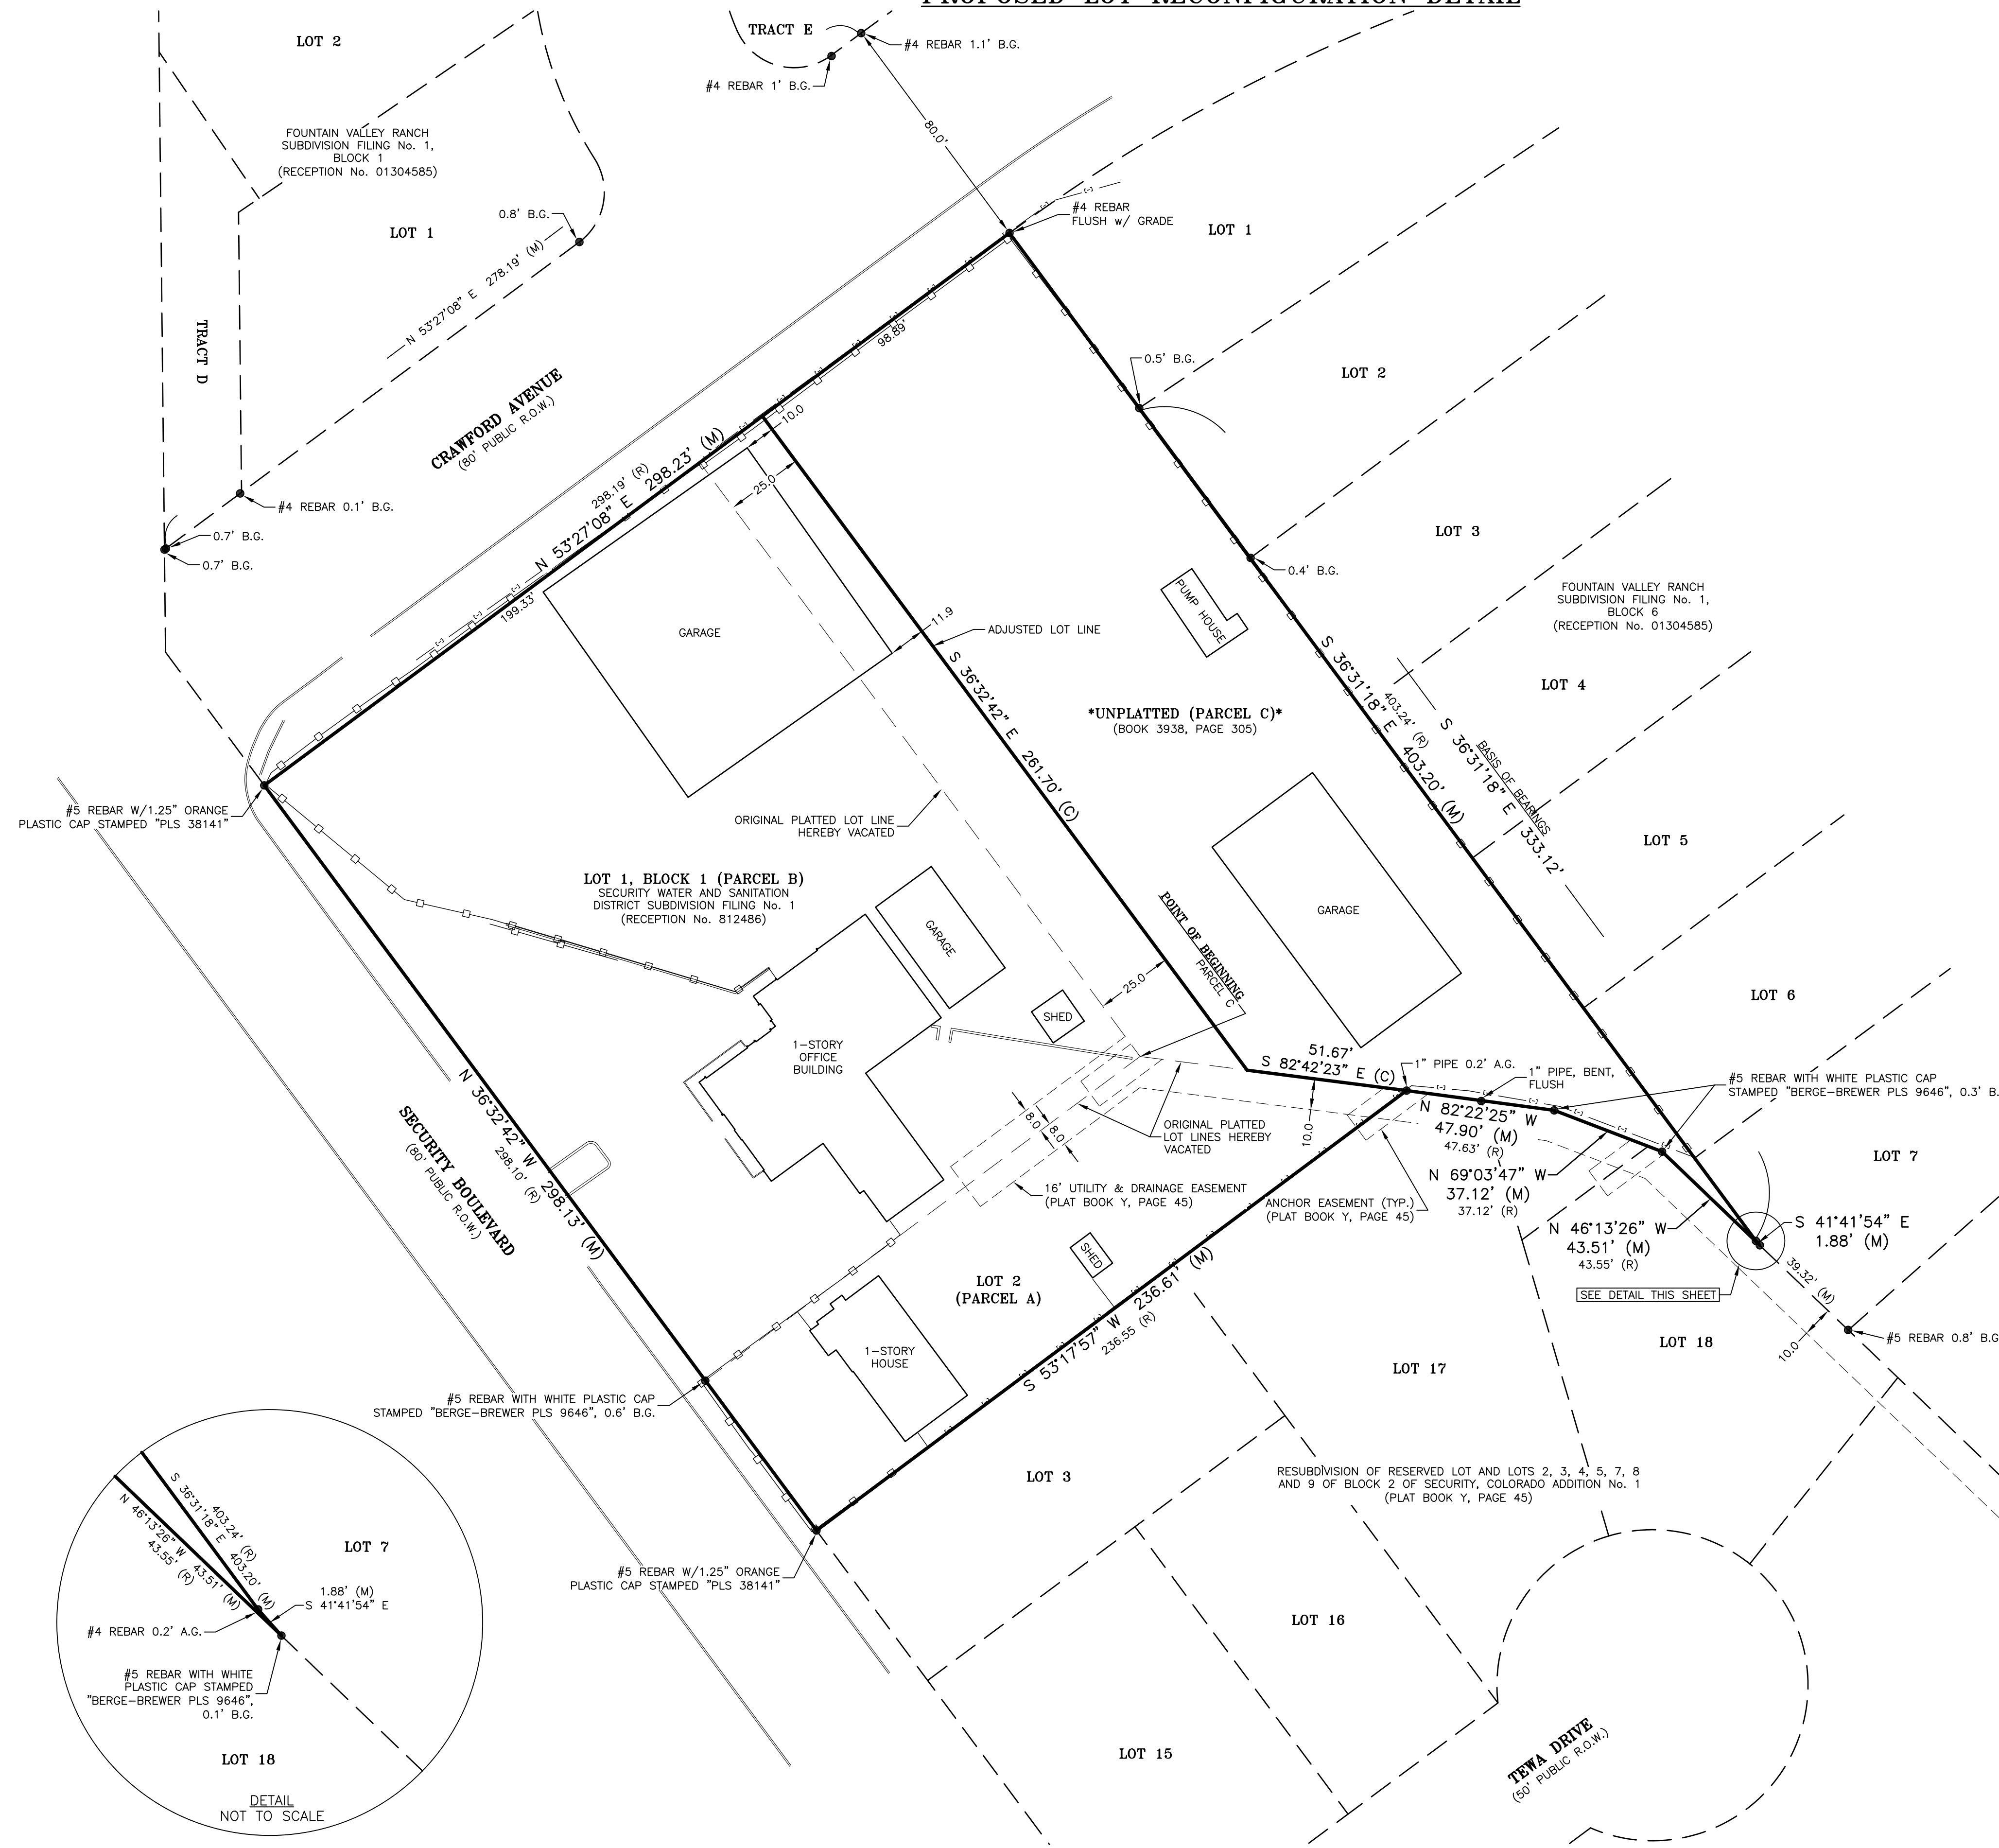 PROPOSED LOT RECONFIGURATION DETAIL
LOT 2
TRACT E
#4 REBAR 1.1' B.G.
#4 REBAR 1' B.G.
80.0'
FOUNTAIN VALLEY RANCH
SUBDIVISION FILING No. 1,
BLOCK 1
(RECEPTION No. 01304585)
0.8' B.G.
LOT 1
N 53°27'08" E 278.19' (M)
#4 REBAR
FLUSH w/ GRADE
LOT 1
TRACT D
98.89'
0.5' B.G.
LOT 2
CRAWFORD AVENUE
(80' PUBLIC R.O.W.)
10.0
25.0
298.19' (R)
N 53°27'08" E 298.23' (M)
199.33'
#4 REBAR 0.1' B.G.
0.7' B.G.
0.7' B.G.
LOT 3
0.4' B.G.
PUMP HOUSE
FOUNTAIN VALLEY RANCH
SUBDIVISION FILING No. 1,
BLOCK 6
(RECEPTION No. 01304585)
GARAGE
11.9
ADJUSTED LOT LINE
S 36°32'42" E 261.70' (C)
S 36°31'18" E 403.20' (M)
403.24' (R)
LOT 4
*UNPLATTED (PARCEL C)*
(BOOK 3938, PAGE 305)
BASIS OF BEARINGS
S 36°31'18" E 333.12'
#5 REBAR W/1.25" ORANGE
PLASTIC CAP STAMPED "PLS 38141"
ORIGINAL PLATTED LOT LINE
HEREBY VACATED
LOT 5
LOT 1, BLOCK 1 (PARCEL B)
SECURITY WATER AND SANITATION
DISTRICT SUBDIVISION FILING No. 1
(RECEPTION No. 812486)
GARAGE
GARAGE
POINT OF BEGINNING
PARCEL C
25.0
LOT 6
SHED
1-STORY
OFFICE
BUILDING
51.67'
S 82°42'23" E (C)
1" PIPE 0.2' A.G.
1" PIPE, BENT,
FLUSH
#5 REBAR WITH WHITE PLASTIC CAP
STAMPED "BERGE-BREWER PLS 9646", 0.3' B.
N 36°32'42" W 298.13' (M)
298.10' (R)
SECURITY BOULEVARD
(80' PUBLIC R.O.W.)
8.0
8.0
10.0
ORIGINAL PLATTED
LOT LINES HEREBY
VACATED
N 82°22'25" W
47.90' (M)
47.63' (R)
LOT 7
16' UTILITY & DRAINAGE EASEMENT
(PLAT BOOK Y, PAGE 45)
ANCHOR EASEMENT (TYP.)
(PLAT BOOK Y, PAGE 45)
N 69°03'47" W
37.12' (M)
37.12' (R)
N 46°13'26" W
43.51' (M)
43.55' (R)
S 41°41'54" E
1.88' (M)
SHED
LOT 2
(PARCEL A)
S 53°17'57" W 236.61' (M)
236.55 (R)
SEE DETAIL THIS SHEET
39.32' (M)
10.0
#5 REBAR 0.8' B.G
LOT 18
LOT 17
1-STORY
HOUSE
#5 REBAR WITH WHITE PLASTIC CAP
STAMPED "BERGE-BREWER PLS 9646", 0.6' B.G.
LOT 3
RESUBDIVISION OF RESERVED LOT AND LOTS 2, 3, 4, 5, 7, 8
AND 9 OF BLOCK 2 OF SECURITY, COLORADO ADDITION No. 1
(PLAT BOOK Y, PAGE 45)
403.24' (R)
S 36°31'18" E 403.20' (M)
N 46°13'26" W 43.51' (M)
43.55' (R)
LOT 7
1.88' (M)
S 41°41'54" E
#4 REBAR 0.2' A.G.
#5 REBAR WITH WHITE
PLASTIC CAP STAMPED
"BERGE-BREWER PLS 9646",
0.1' B.G.
LOT 18
DETAIL
NOT TO SCALE
#5 REBAR W/1.25" ORANGE
PLASTIC CAP STAMPED "PLS 38141"
LOT 16
LOT 15
TEWA DRIVE
(50' PUBLIC R.O.W.)